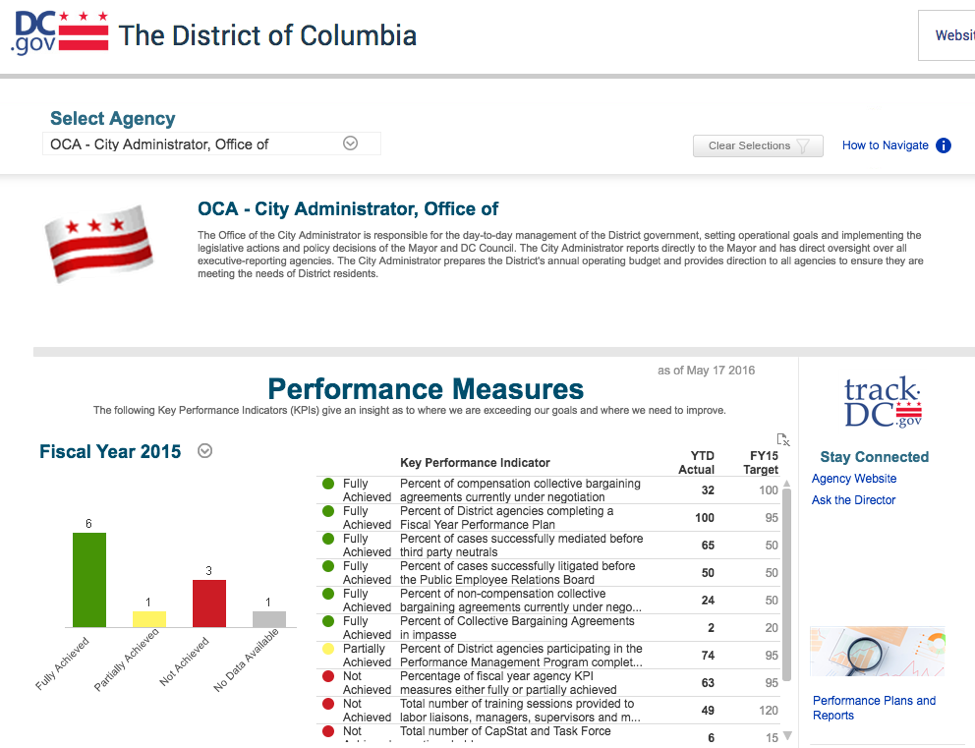 DC
.gov
The District of Columbia
Websit
Select Agency
OCA - City Administrator, Office of
Clear Selections
How to Navigate i
OCA - City Administrator, Office of
The Office of the City Administrator is responsible for the day-to-day management of the District government, setting operational goals and implementing the
legislative actions and policy decisions of the Mayor and DC Council. The City Administrator reports directly to the Mayor and has direct oversight over all
executive-reporting agencies. The City Administrator prepares the District's annual operating budget and provides direction to all agencies to ensure they are
meeting the needs of District residents.
as of May 17 2016
Performance Measures
The following Key Performance Indicators (KPIs) give an insight as to where we are exceeding our goals and where we need to improve.
Fiscal Year 2015
6
1
3
1
Fully Achieved
Partially Achieved
Not Achieved
No Data Available
Key Performance Indicator
YTD
Actual
FY15
Target
Fully
Achieved
Percent of compensation collective bargaining
agreements currently under negotiation
32
100
Fully
Achieved
Percent of District agencies completing a
Fiscal Year Performance Plan
100
95
Fully
Achieved
Percent of cases successfully mediated before
third party neutrals
65
50
Fully
Achieved
Percent of cases successfully litigated before
the Public Employee Relations Board
50
50
Fully
Achieved
Percent of non-compensation collective
bargaining agreements currently under nego...
24
50
Fully
Achieved
Percent of Collective Bargaining Agreements
in impasse
2
20
Partially
Achieved
Percent of District agencies participating in the
Performance Management Program complet...
74
95
Not
Achieved
Percentage of fiscal year agency KPI
measures either fully or partially achieved
63
95
Not
Achieved
Total number of training sessions provided to
labor liaisons, managers, supervisors and m...
49
120
Not
Total number of CapStat and Task Force
6
15
track.
DC
.gov
Stay Connected
Agency Website
Ask the Director
Performance Plans and
Reports